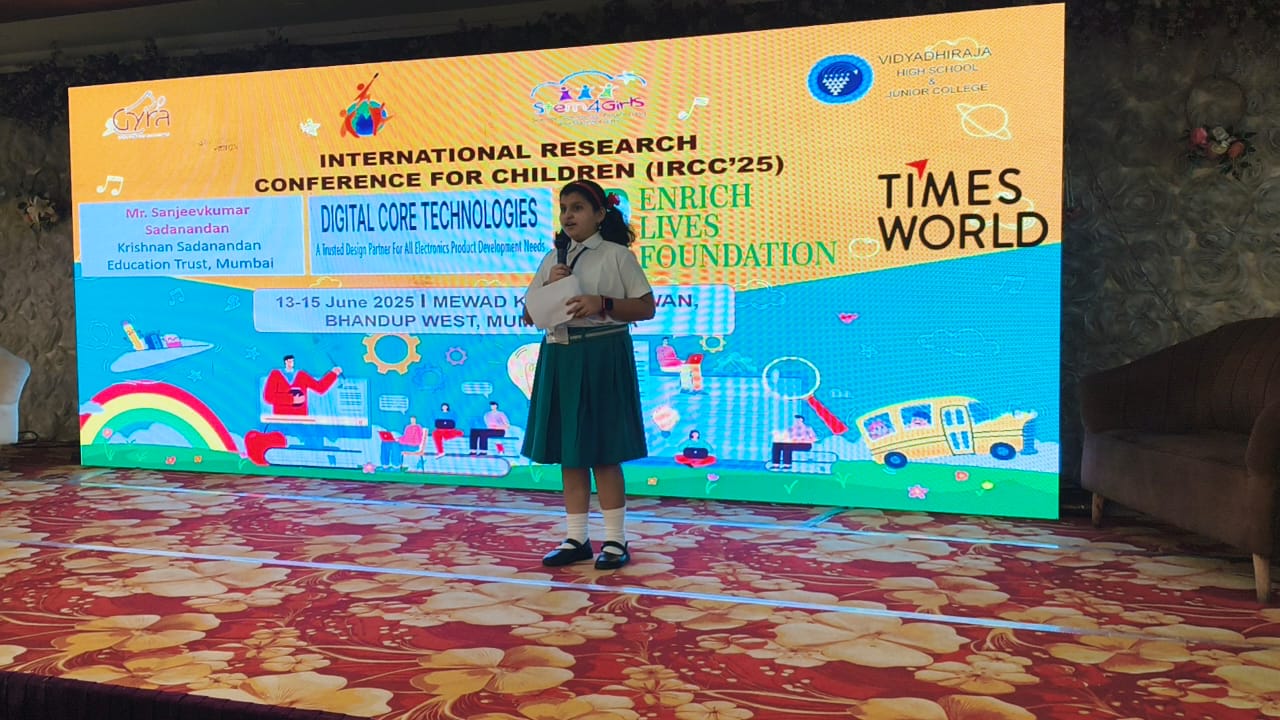 Gyra
Stem4Girls
VIDYADHIRAJA
HIGH SCHOOL
&
JUNIOR COLLEGE
INTERNATIONAL RESEARCH
CONFERENCE FOR CHILDREN (IRCC'25)
Mr. Sanjeevkumar
Sadanandan
Krishnan Sadanandan
Education Trust, Mumbai
DIGITAL CORE TECHNOLOGIES
A Trusted Design Partner For All Electronics Product Development Needs
ENRICH
LIVES
FOUNDATION
TIMES
WORLD
13-15 June 2025 I MEWAD
BHANDUP WEST,